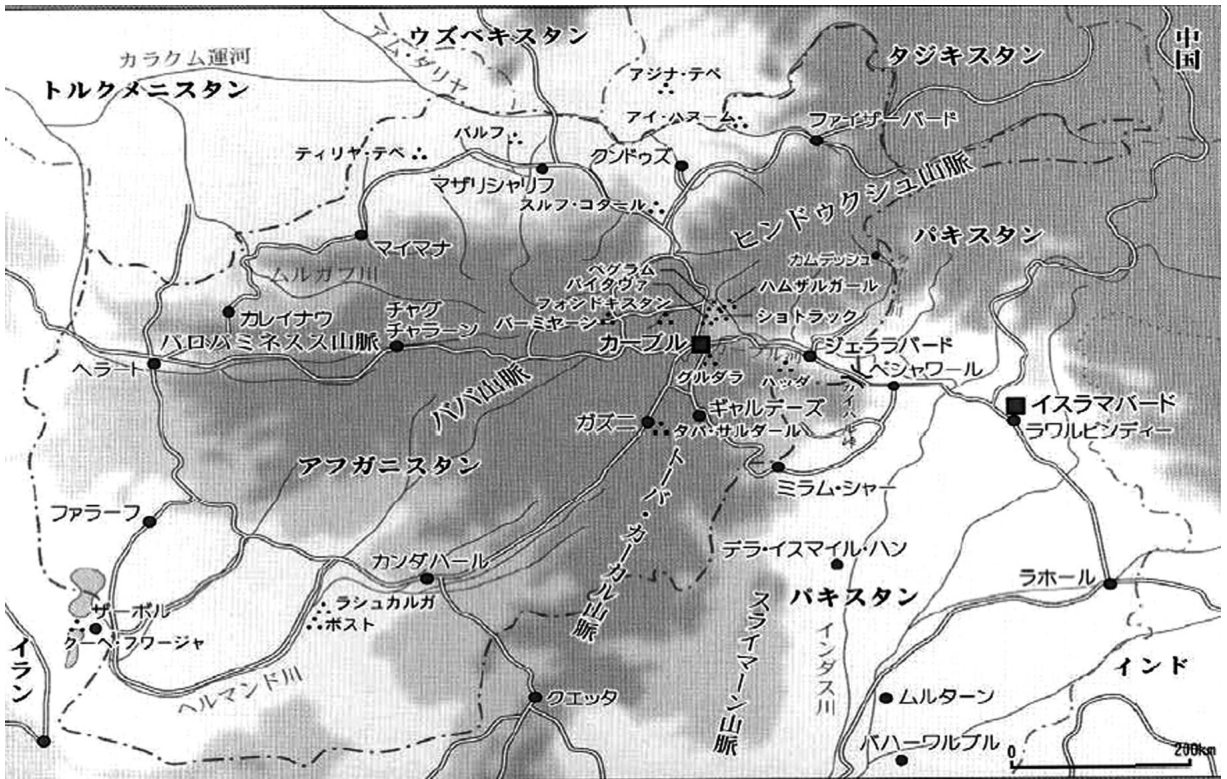 ウズベキスタン
アム・ダリヤ
カラクム運河
トルクメニスタン
タジキスタン
中国
アジナ・テペ
アイ・ハヌーム
ファイザーバード
バルフ
ティリヤ・テペ
マザリシャリフ
クンドゥズ
スルフ・コタール
ヒンドゥクシュ山脈
パキスタン
マイマナ
カムデッシュ
ムルガブ川
ベグラム
パイタヴァ
フォンドキスタン
バーミヤーン
ハムザルガール
ショトラック
カレイナウ
チャグ
チャラーン
パロパミネスス山脈
カーブル
ジェララバード
ヘラート
グルダラ
ハッダ
ペシャワール
ババ山脈
ガズニ
ギャルデーズ
タパ・サルダール
イスラマバード
ラワルピンディー
アフガニスタン
トーバ・カーカル山脈
ミラム・シャー
ファラーフ
カンダハール
デラ・イスマイル・ハン
ラホール
ザーボル
クーヘ・フワージャ
ラシュカルガ
ボスト
スライマーン山脈
パキスタン
インダス川
イラン
ヘルマンド川
クエッタ
ムルターン
インド
バハーワルプル
0 200km